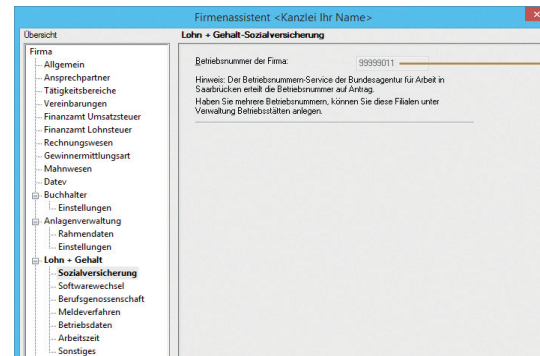 Firmenassistent <Kanzlei Ihr Name>
Übersicht
Firma
Allgemein
Ansprechpartner
Tätigkeitsbereiche
Vereinbarungen
Finanzamt Umsatzsteuer
Finanzamt Lohnsteuer
Rechnungswesen
Gewinnermittlungsart
Mahnwesen
Datev
Buchhalter
Einstellungen
Anlagenverwaltung
Rahmendaten
Einstellungen
Lohn + Gehalt
Sozialversicherung
Softwarewechsel
Berufsgenossenschaft
Meldeverfahren
Betriebsdaten
Arbeitszeit
Sonstiges
Lohn + Gehalt-Sozialversicherung
Betriebsnummer der Firma: 99999011
Hinweis: Der Betriebsnummern-Service der Bundesagentur für Arbeit in
Saarbrücken erteilt die Betriebsnummer auf Antrag.
Haben Sie mehrere Betriebsnummern, können Sie diese Filialen unter
Verwaltung Betriebsstätten anlegen.